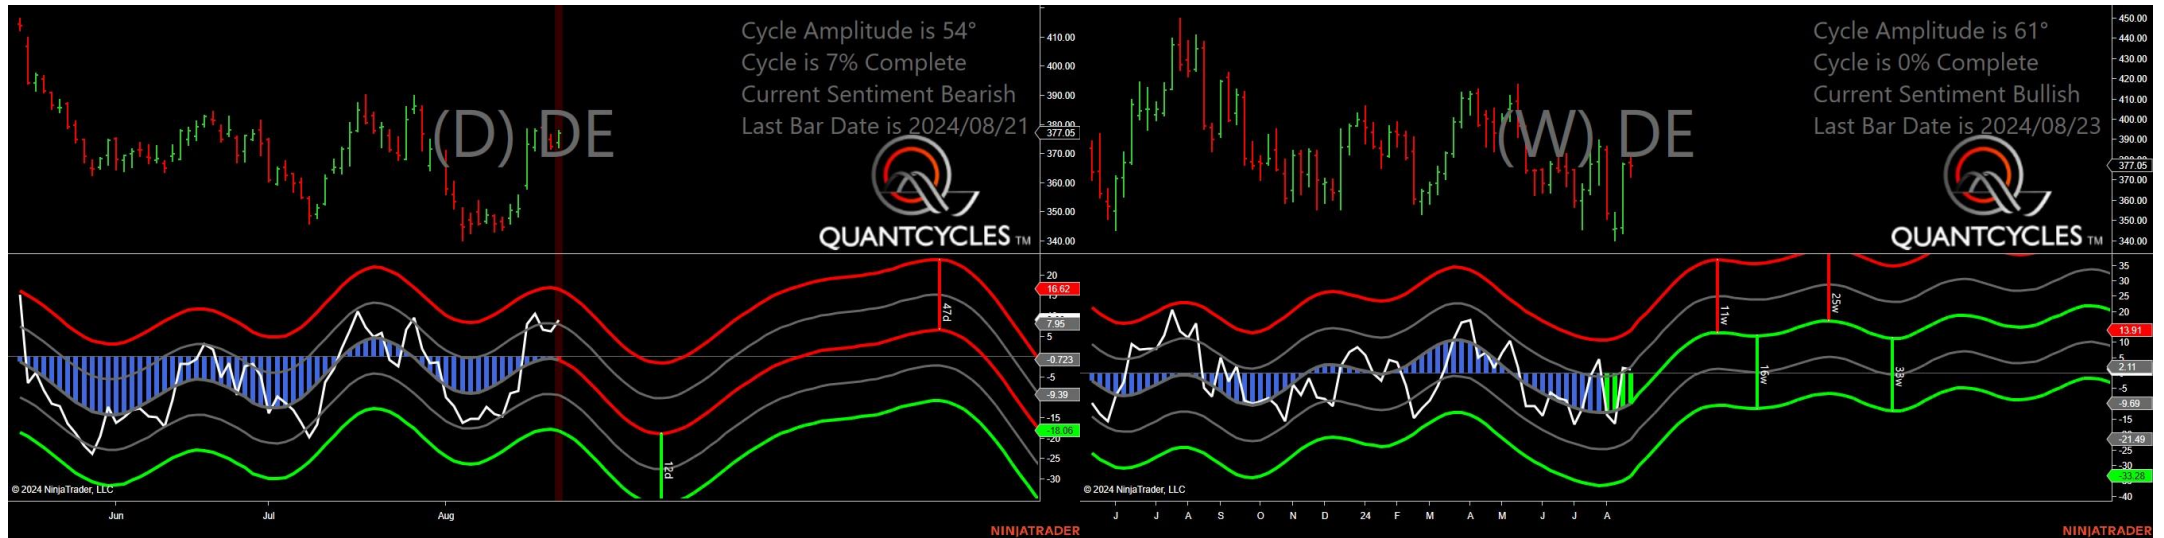 Cycle Amplitude is 54°
Cycle is 7% Complete
Current Sentiment Bearish
Last Bar Date is 2024/08/21
(D) DE
QUANTCYCLES TM
410.00
400.00
390.00
377.05
370.00
360.00
350.00
340.00
20
16.62
7.95
5
-0.723
-5
-9.39
-15
-18.06
-25
-30
47d
12d
© 2024 NinjaTrader, LLC
Jun Jul Aug
NINJATRADER
Cycle Amplitude is 61°
Cycle is 0% Complete
Current Sentiment Bullish
Last Bar Date is 2024/08/23
(W) DE
QUANTCYCLES TM
450.00
440.00
430.00
420.00
410.00
400.00
390.00
377.05
370.00
360.00
350.00
340.00
35
30
25
20
13.91
10
5
2.11
-5
-9.69
-15
-21.49
-25
-30
-33.28
-40
11w
25w
16w
33w
© 2024 NinjaTrader, LLC
J J A S O N D 24 F M A M J J A
NINJATRADER